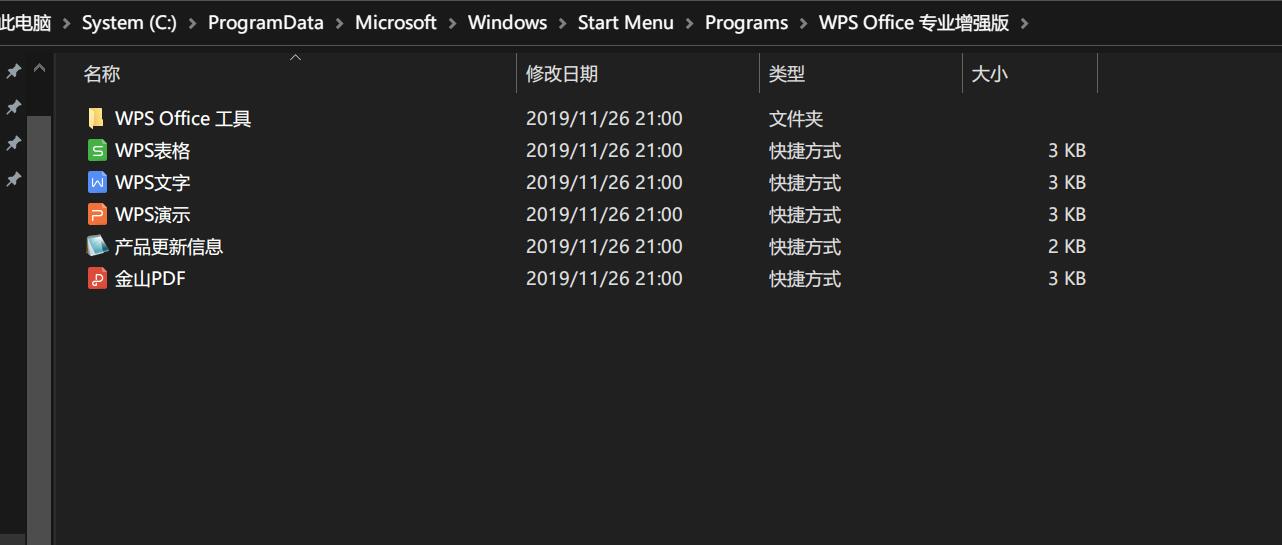 此电脑 > System (C:) > ProgramData > Microsoft > Windows > Start Menu > Programs > WPS Office 专业增强版 >
名称 修改日期 类型 大小
WPS Office 工具 2019/11/26 21:00 文件夹
WPS表格 2019/11/26 21:00 快捷方式 3 KB
WPS文字 2019/11/26 21:00 快捷方式 3 KB
WPS演示 2019/11/26 21:00 快捷方式 3 KB
产品更新信息 2019/11/26 21:00 快捷方式 2 KB
金山PDF 2019/11/26 21:00 快捷方式 3 KB